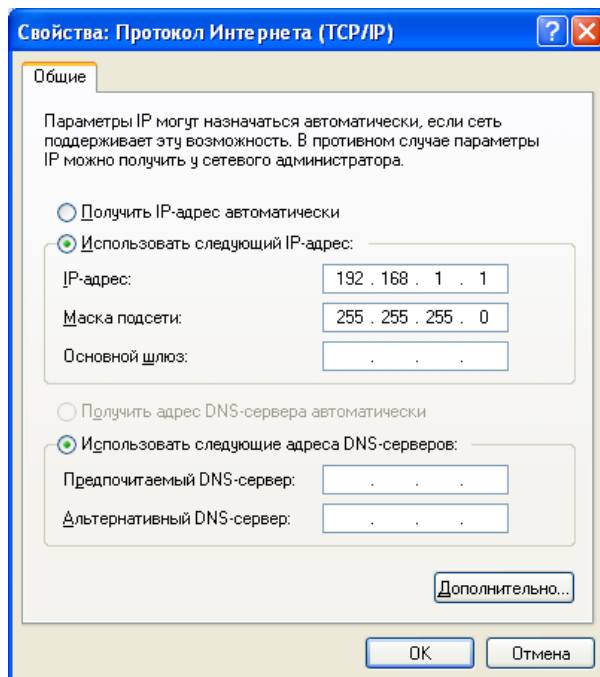 Свойства: Протокол Интернета (TCP/IP)
Общие
Параметры IP могут назначаться автоматически, если сеть
поддерживает эту возможность. В противном случае параметры
IP можно получить у сетевого администратора.
Получить IP-адрес автоматически
Использовать следующий IP-адрес:
IP-адрес: 192 . 168 . 1 . 1
Маска подсети: 255 . 255 . 255 . 0
Основной шлюз: . . .
Получить адрес DNS-сервера автоматически
Использовать следующие адреса DNS-серверов:
Предпочитаемый DNS-сервер: . . .
Альтернативный DNS-сервер: . . .
Дополнительно...
OK Отмена